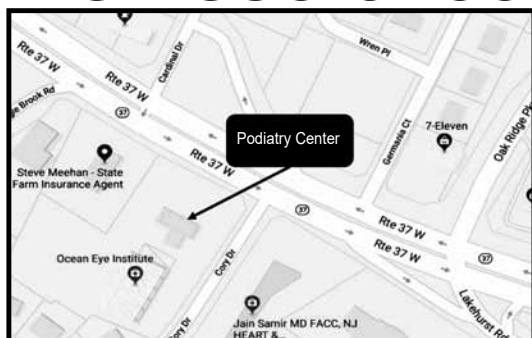 Wren Pl
Cardinal Dr
Rte 37 W
Rte 37 W
ge Brook Rd
37
Podiatry Center
7-Eleven
Germania Ct
Oak Ridge P
Rte 37 W
Steve Meehan - State
Farm Insurance Agent
37
Rte 37 W
37
Ocean Eye Institute
Cory Dr
Cory Dr
Lakehurst Rd
Jain Samir MD FACC, NJ
HEART &...